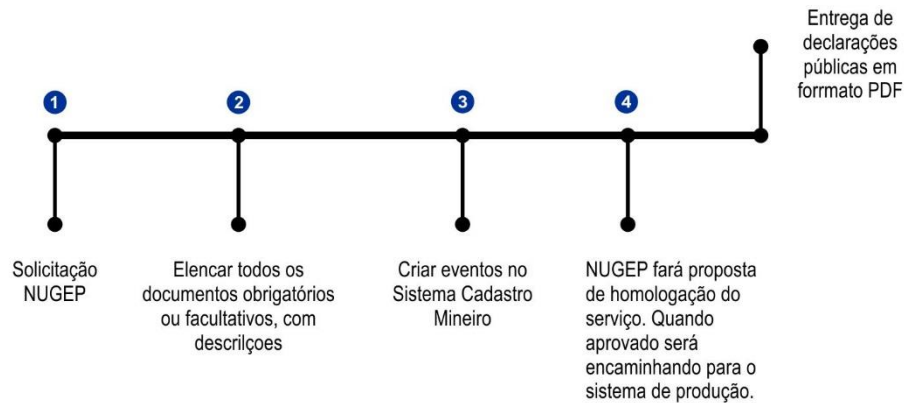 Entrega de
declarações
públicas em
forrmato PDF
1
2
3
4
Solicitação
NUGEP
Elencar todos os
documentos obrigatórios
ou facultativos, com
descrilçoes
Criar eventos no
Sistema Cadastro
Mineiro
NUGEP fará proposta
de homologação do
serviço. Quando
aprovado será
encaminhando para o
sistema de produção.